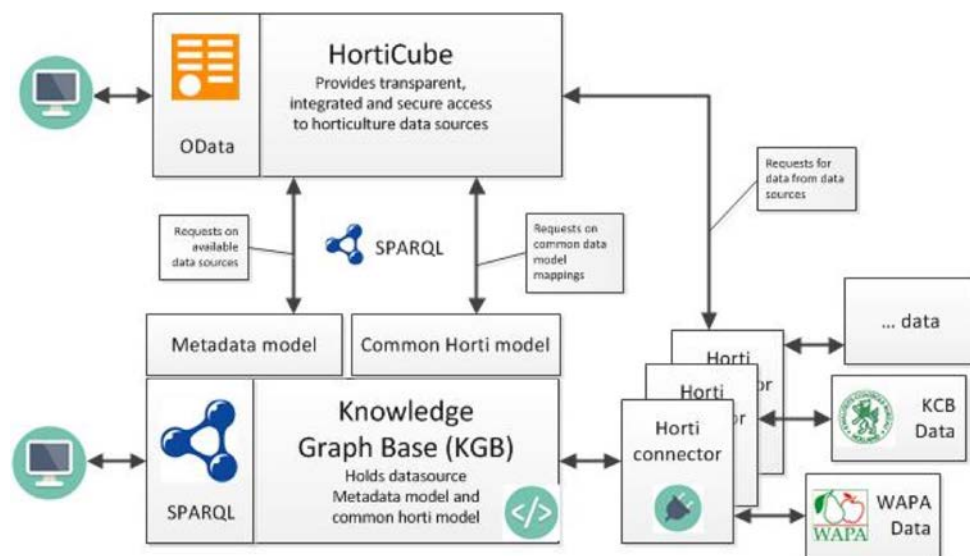 HortiCube
Provides transparent,
integrated and secure access
to horticulture data sources
OData
Requests for
data from data
sources
Requests on
available
data sources
SPARQL
Requests on
common data
model
mappings
Metadata model
Common Horti model
... data
Horti
or
Horti
or
Horti
connector
KCB
Data
Knowledge
Graph Base (KGB)
Holds datasource
Metadata model and
common horti model
SPARQL
</>
WAPA
WAPA
Data